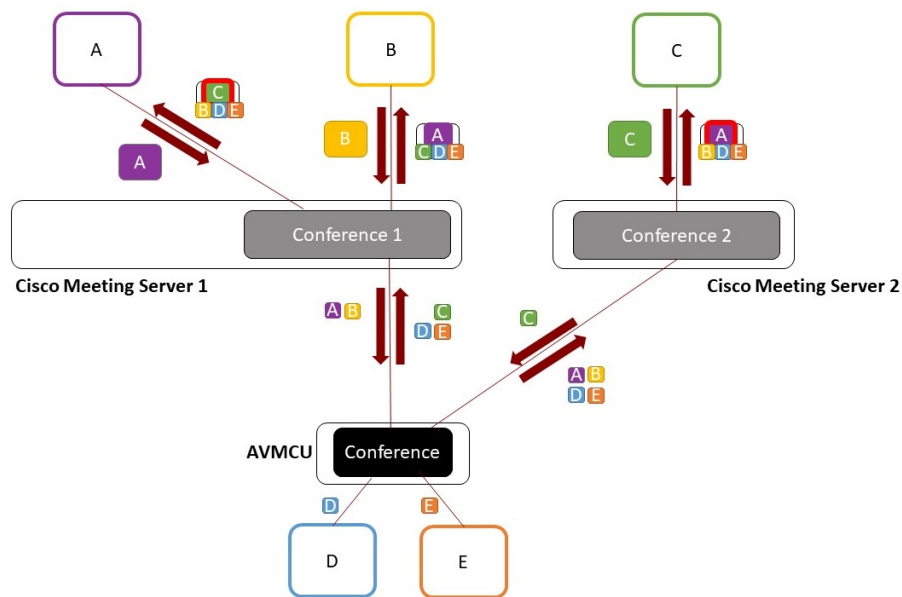 A
B
C
C
B D E
A
B
A
C D E
C
A
B D E
Conference 1
Conference 2
Cisco Meeting Server 1
Cisco Meeting Server 2
A B
C
D E
C
A B
D E
AVMCU
Conference
D
E
D
E